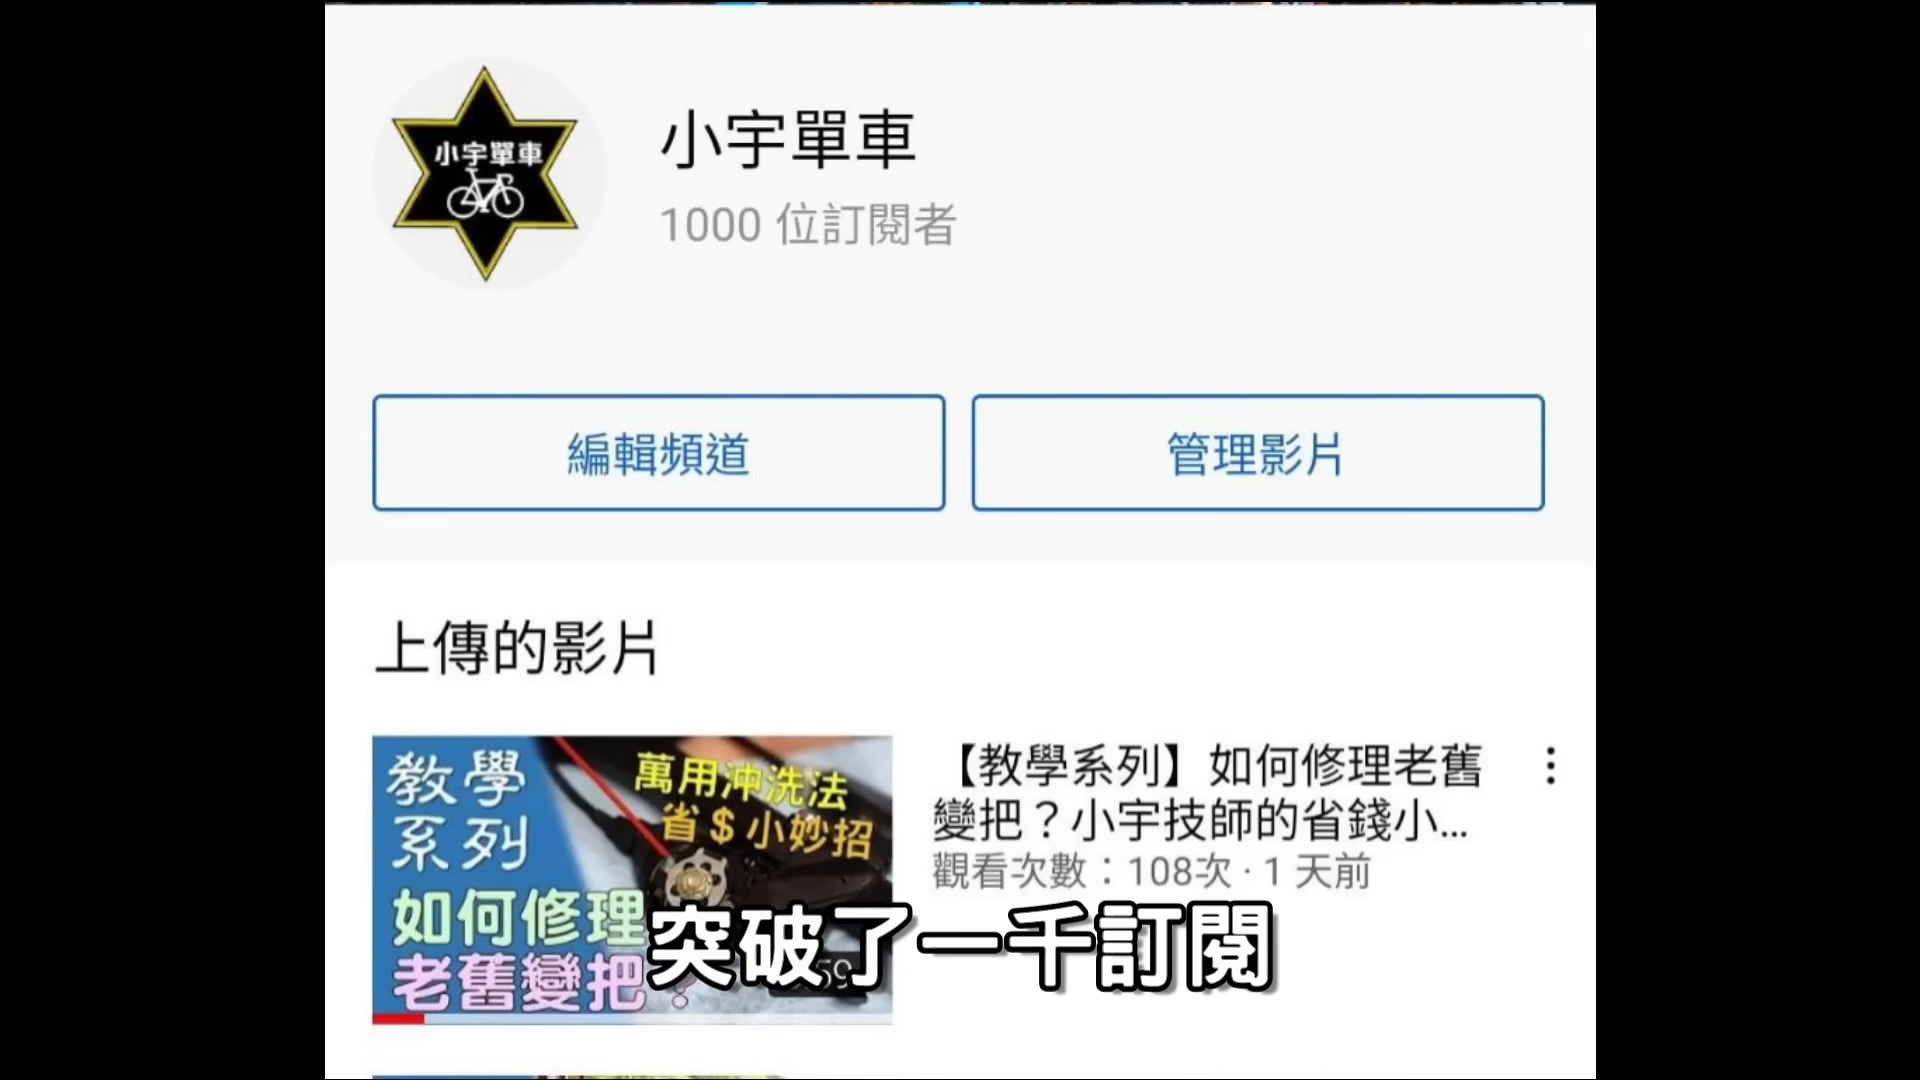 小宇單車
小宇單車
1000 位訂閱者
編輯頻道
管理影片
上傳的影片
教學
系列
萬用沖洗法
省$小妙招
如何修理
老舊變把?
【教學系列】如何修理老舊
變把？小宇技師的省錢小...
觀看次數：108次 · 1 天前
突破了一千訂閱